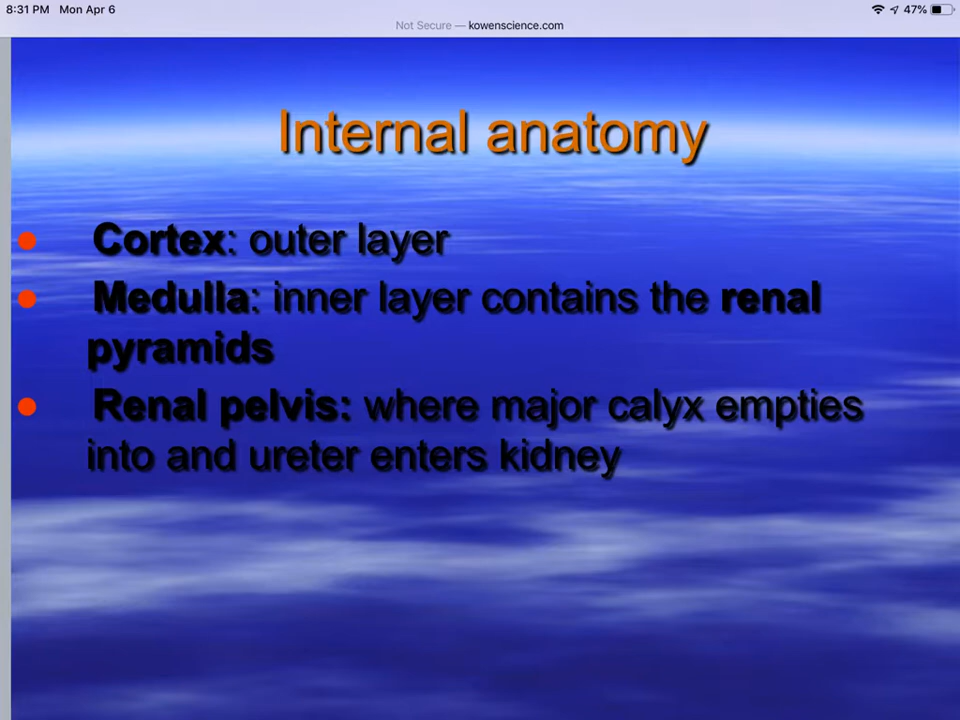 8:31 PM Mon Apr 6 47%
Not Secure — kowenscience.com
Internal anatomy
● Cortex: outer layer
● Medulla: inner layer contains the renal
pyramids
● Renal pelvis: where major calyx empties
into and ureter enters kidney